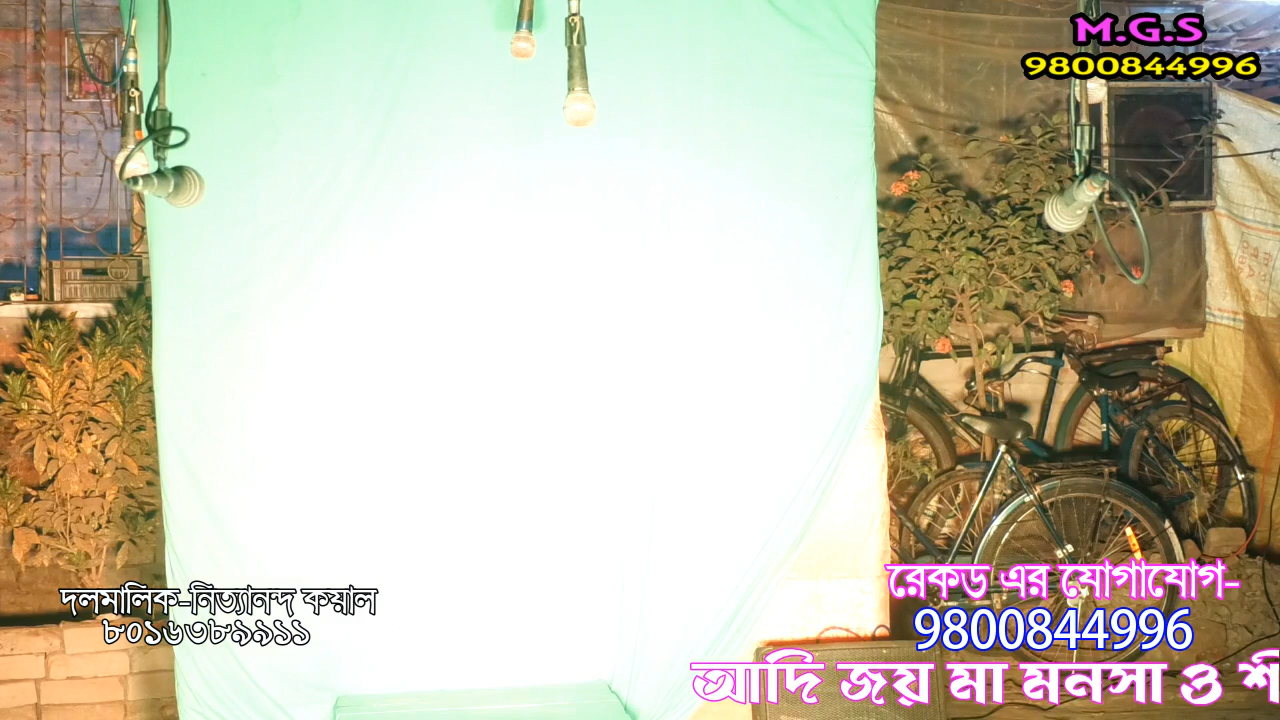 M.G.S
9800844996
দলমালিক-নিত্যানন্দ কয়াল
৮০১৬৩৮৯৯১১
রেকড এর যোগাযোগ-
9800844996
আদি জয় মা মনসা ও